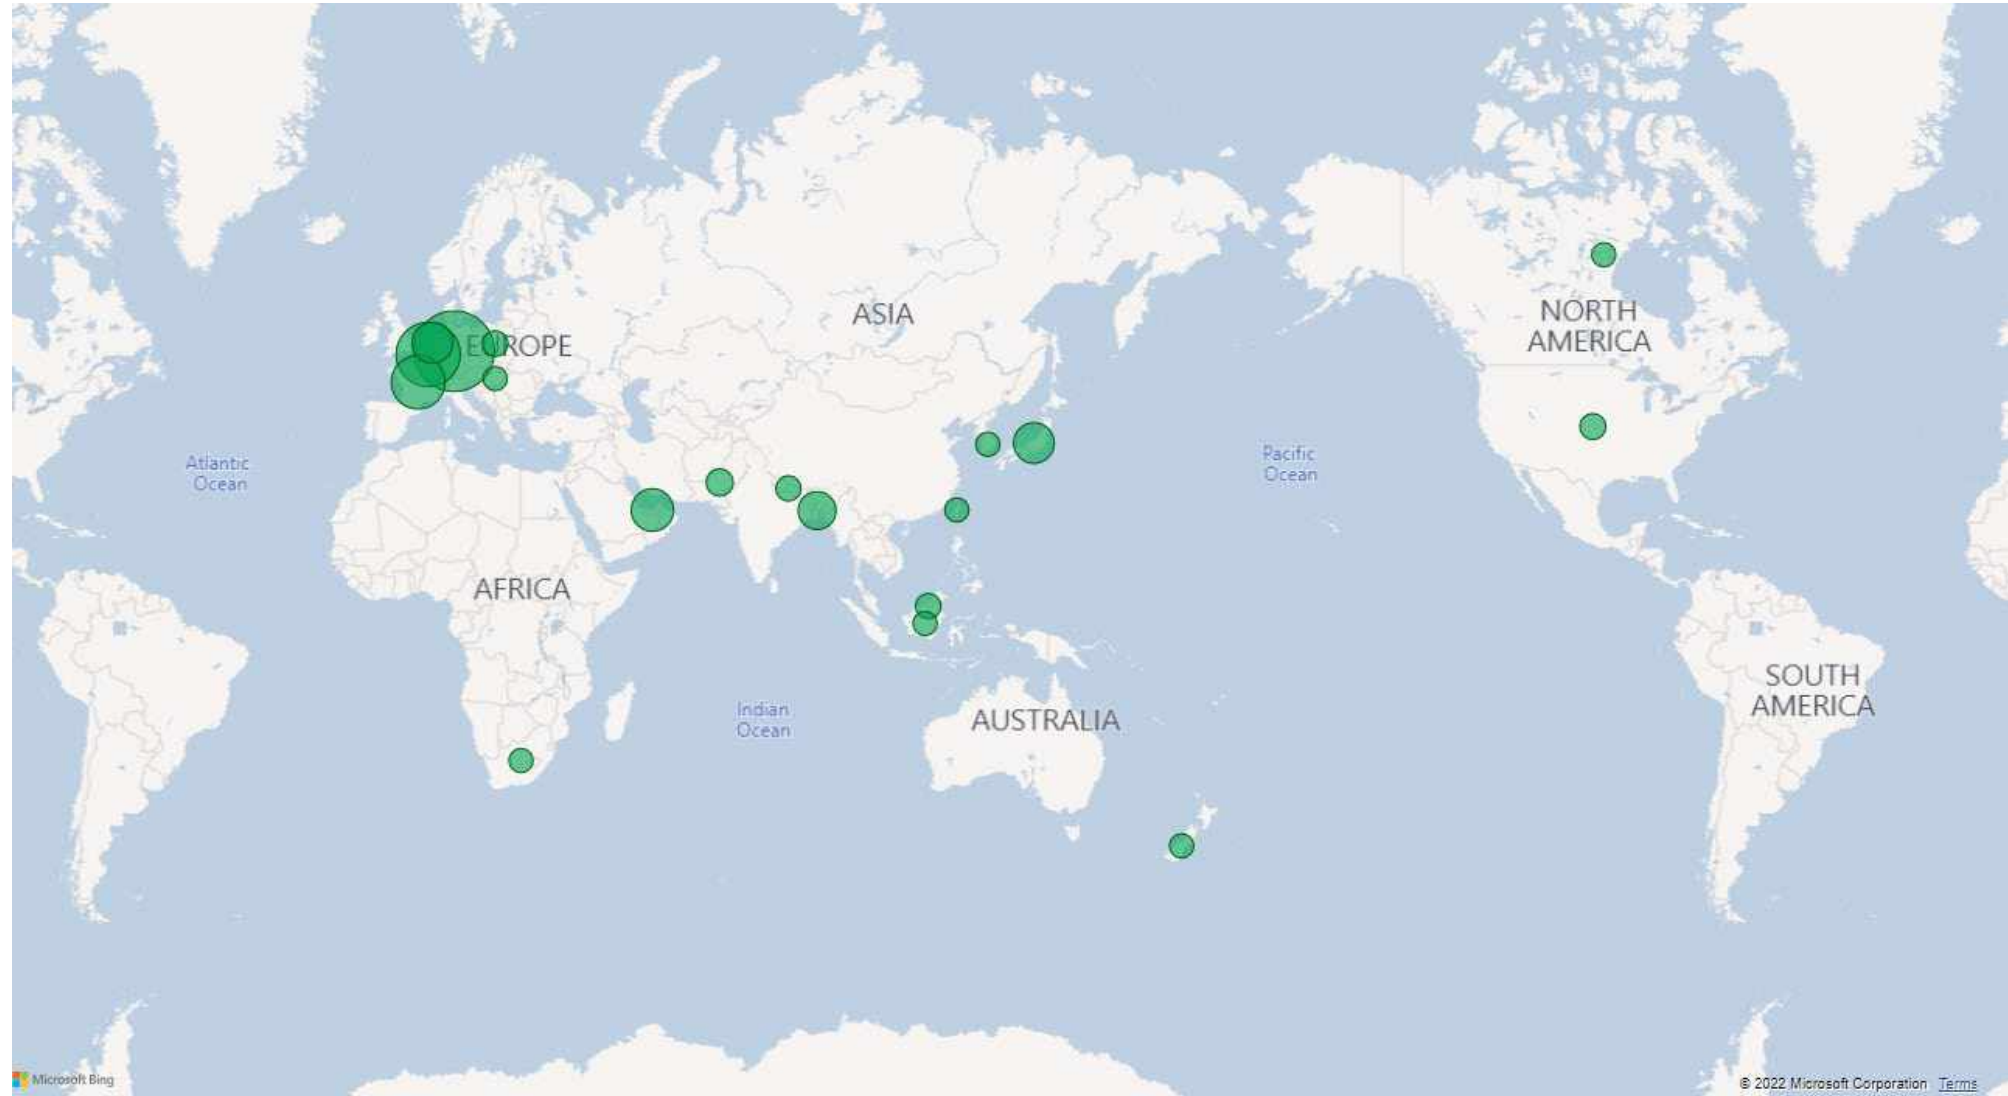 NORTH
AMERICA
ASIA
EUROPE
Atlantic
Ocean
Pacific
Ocean
AFRICA
SOUTH
AMERICA
Indian
Ocean
AUSTRALIA
Microsoft Bing
© 2022 Microsoft Corporation Terms